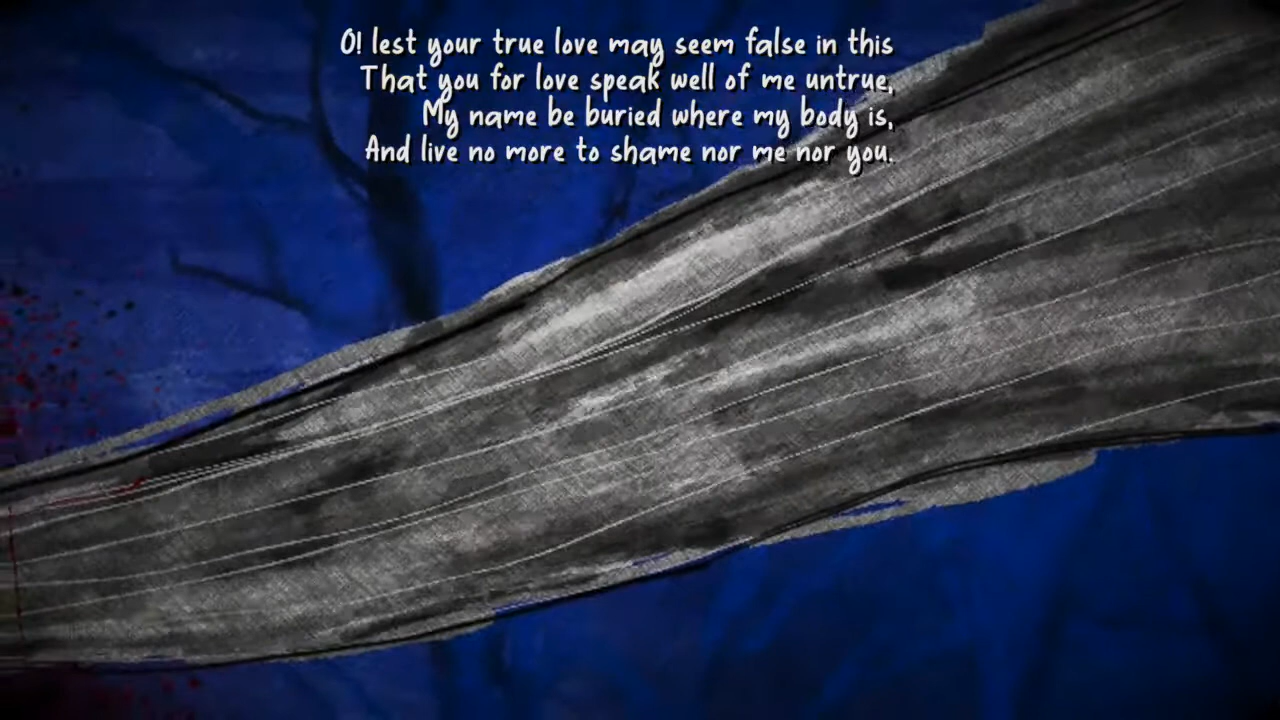 O! lest your true love may seem false in this
That you for love speak well of me untrue,
My name be buried where my body is,
And live no more to shame nor me nor you.